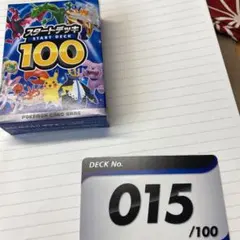 スタートデッキ
START DECK
100
POKÉMON CARD GAME
DECK No.
015
/100